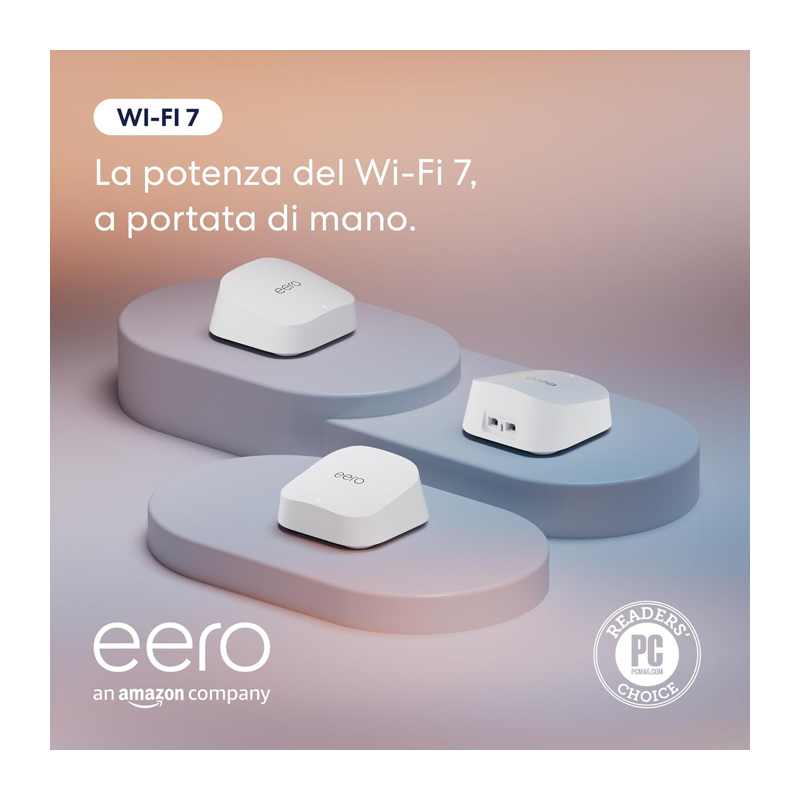 WI-FI 7
La potenza del Wi-Fi 7,
a portata di mano.
eero
eero
eero
eero
an amazon company
READERS'
PC
PCMAG.COM
CHOICE